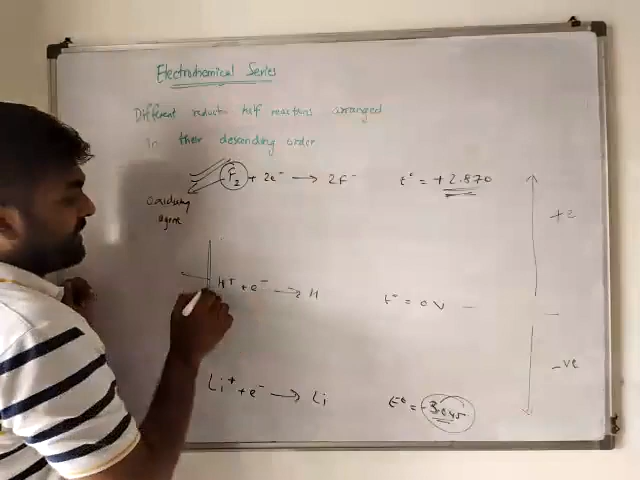 Electrochemical Series
Different reduction half reactions arranged
in their descending order
F₂ + 2e⁻ → 2F⁻ E° = +2.870
oxidising
agent
+ve
H⁺ + e⁻ → H E° = 0 V
-ve
Li⁺ + e⁻ → Li E° = -3.045